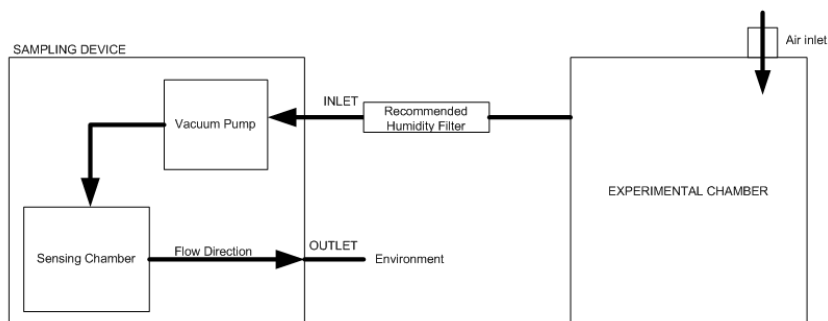 SAMPLING DEVICE
Air inlet
INLET
Recommended
Humidity Filter
Vacuum Pump
EXPERIMENTAL CHAMBER
Sensing Chamber
Flow Direction
OUTLET
Environment